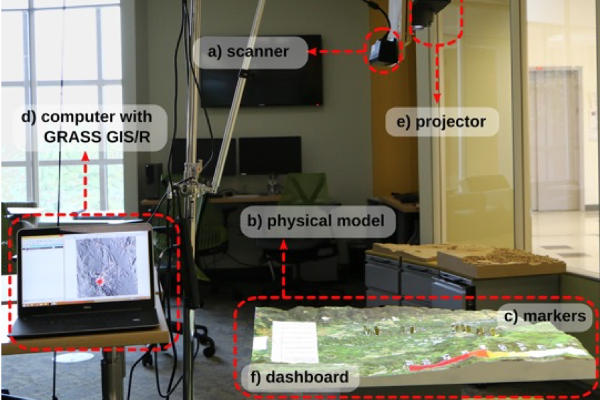 a) scanner
d) computer with
GRASS GIS/R
e) projector
b) physical model
c) markers
f) dashboard